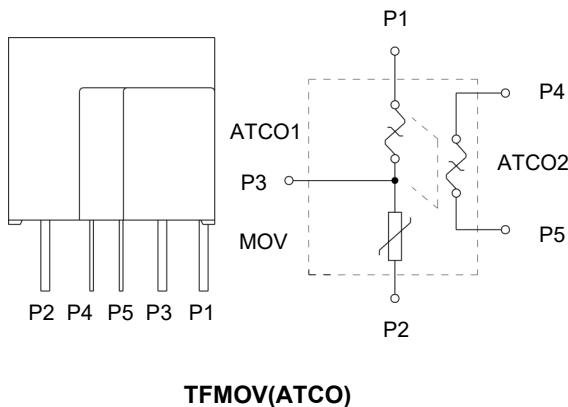 P1
P4
ATCO1
ATCO2
P3
MOV
P5
P2 P4 P5 P3 P1
P2
TFMOV(ATCO)